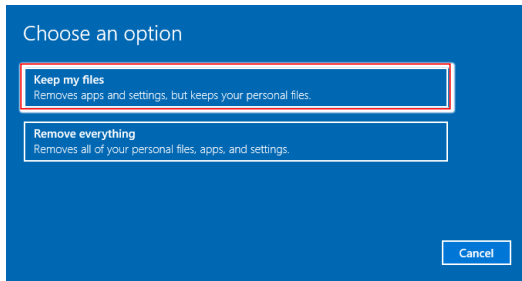 Choose an option
Keep my files
Removes apps and settings, but keeps your personal files.
Remove everything
Removes all of your personal files, apps, and settings.
Cancel